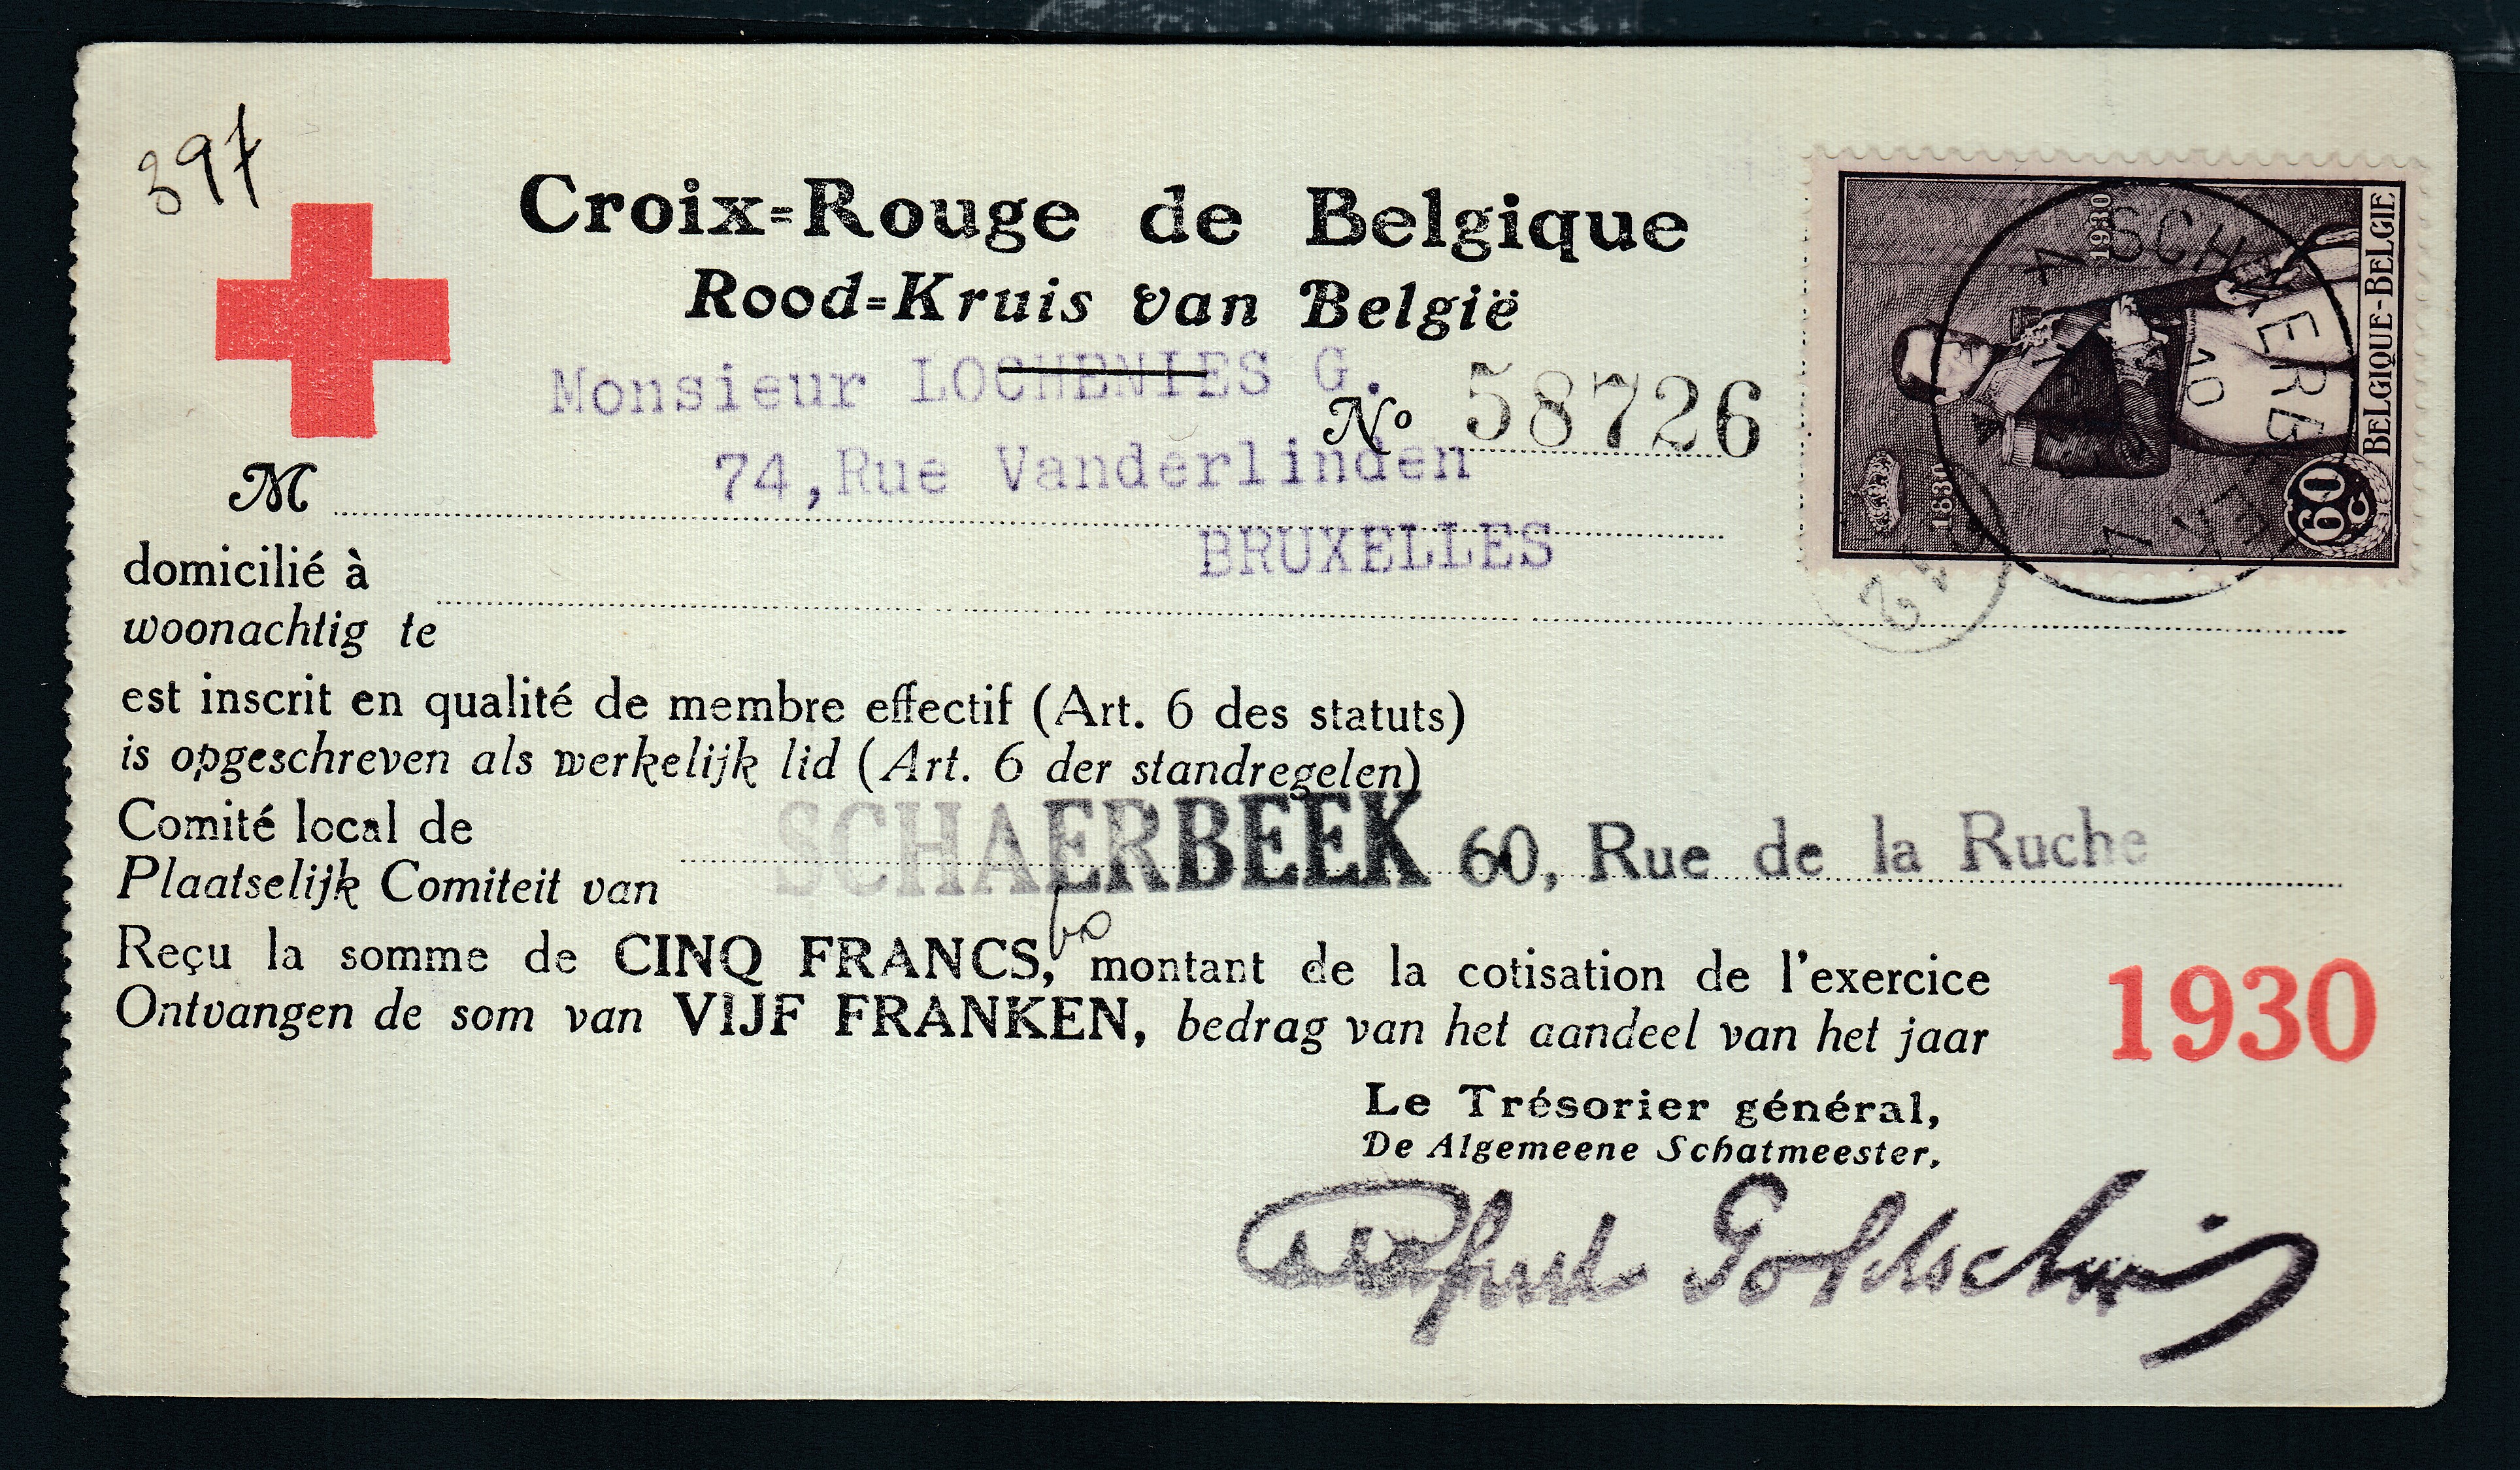 397
Croix=Rouge de Belgique
Rood=Kruis van België
Monsieur LOCHENIES G.
No 58726
74, Rue Vanderlinden
M
BRUXELLES
domicilié à
woonachtig te
est inscrit en qualité de membre effectif (Art. 6 des statuts)
is opgeschreven als werkelijk lid (Art. 6 der standregelen)
Comité local de
SCHAERBEEK 60, Rue de la Ruche
Plaatselijk Comiteit van
Reçu la somme de CINQ FRANCS, montant de la cotisation de l'exercice
Ontvangen de som van VIJF FRANKEN, bedrag van het aandeel van het jaar
1930
Le Trésorier général,
De Algemeene Schatmeester,
BELGIQUE-BELGIE
1830
1930
60 C
SCHAERBEEK